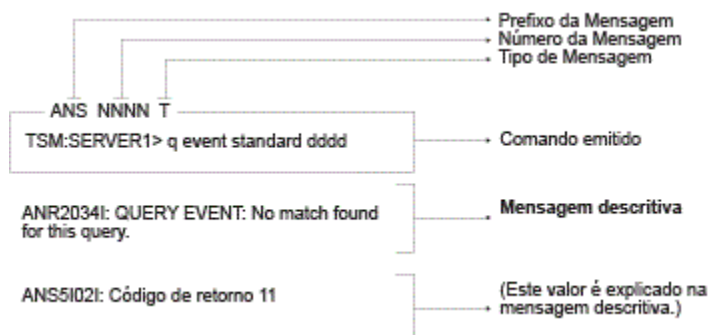 Prefixo da Mensagem
Número da Mensagem
Tipo de Mensagem
ANS NNNN T
TSM:SERVER1> q event standard dddd
Comando emitido
ANR2034I: QUERY EVENT: No match found
for this query.
Mensagem descritiva
ANS5I02I: Código de retorno 11
(Este valor é explicado na
mensagem descritiva.)